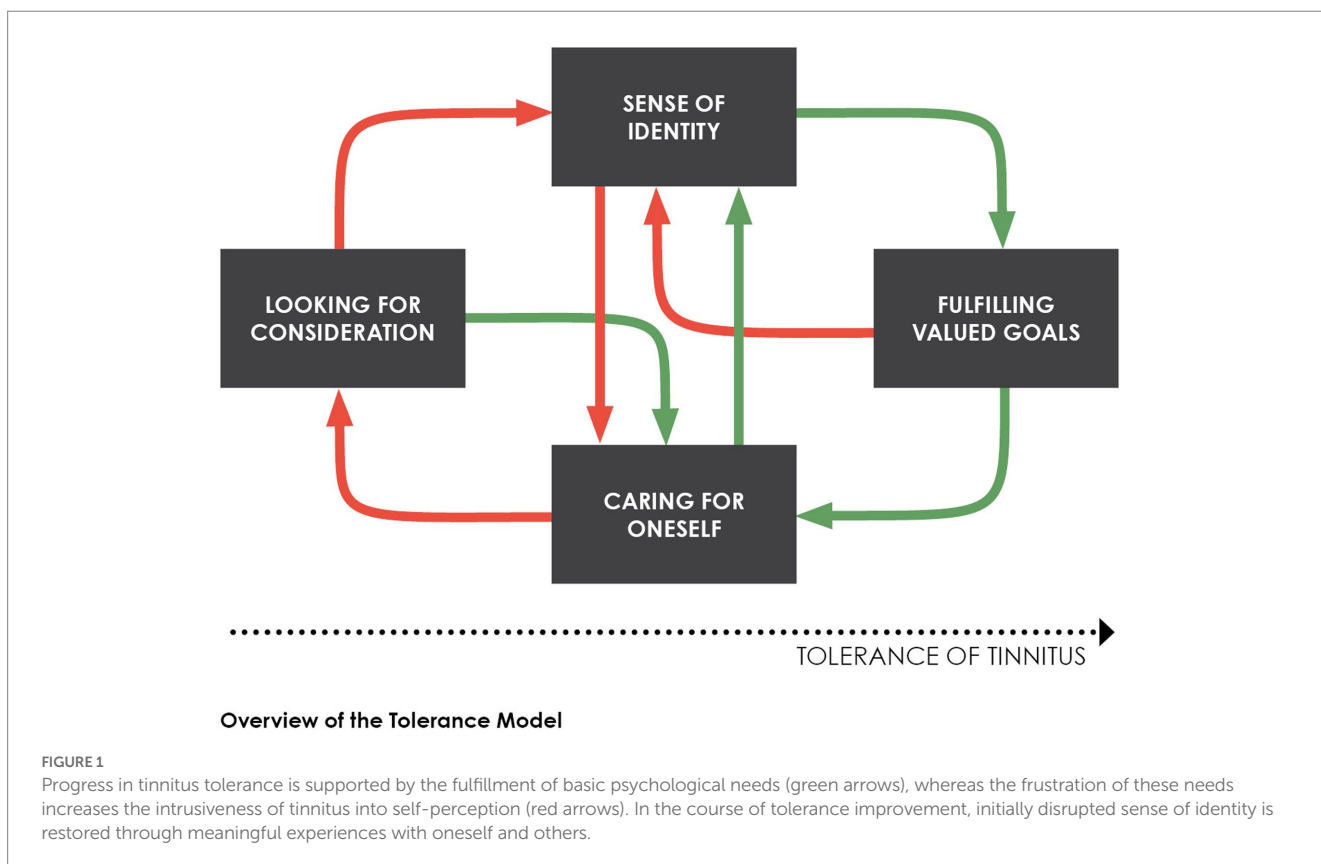 SENSE OF
IDENTITY
LOOKING FOR
CONSIDERATION
FULFILLING
VALUED GOALS
CARING FOR
ONESELF
TOLERANCE OF TINNITUS
Overview of the Tolerance Model
FIGURE 1
Progress in tinnitus tolerance is supported by the fulfillment of basic psychological needs (green arrows), whereas the frustration of these needs
increases the intrusiveness of tinnitus into self-perception (red arrows). In the course of tolerance improvement, initially disrupted sense of identity is
restored through meaningful experiences with oneself and others.